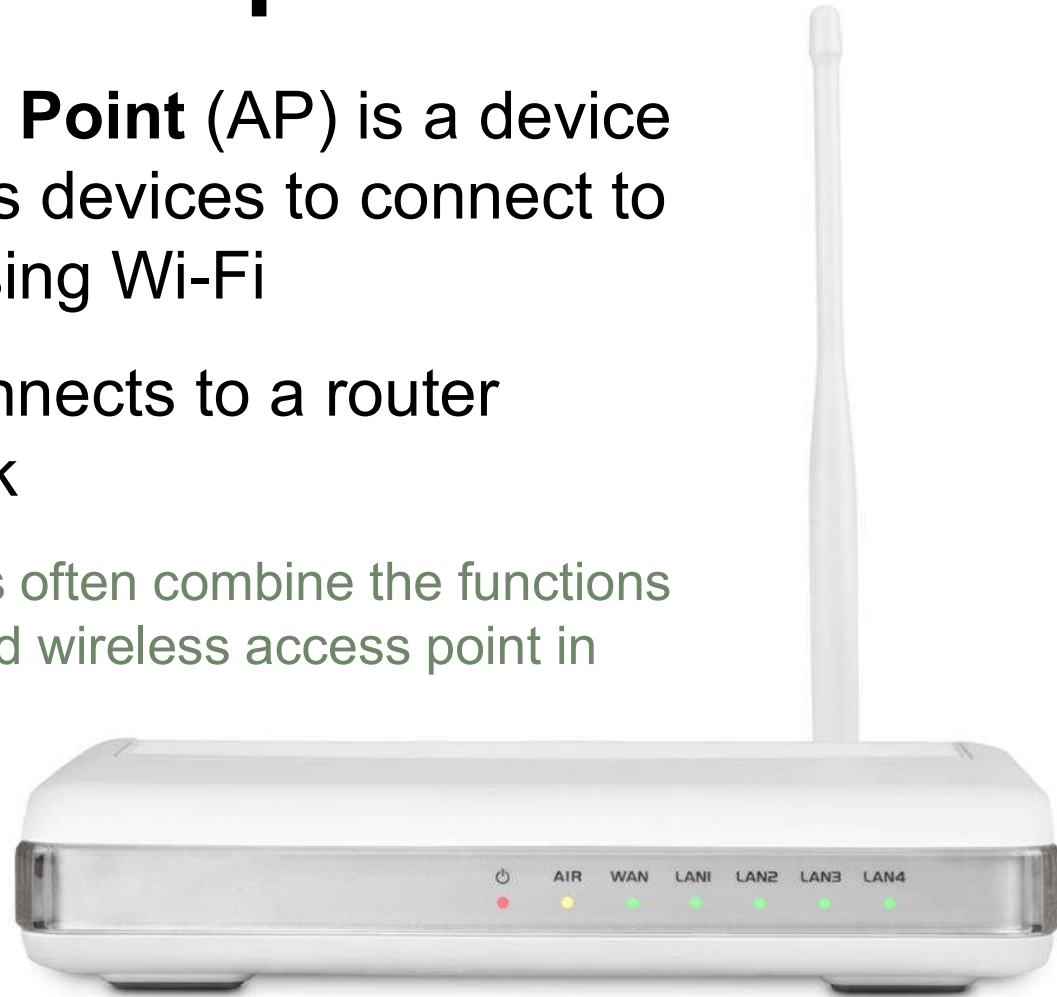 Point (AP) is a device
s devices to connect to
sing Wi-Fi
nnects to a router
k
s often combine the functions
d wireless access point in
AIR WAN LAN1 LAN2 LAN3 LAN4